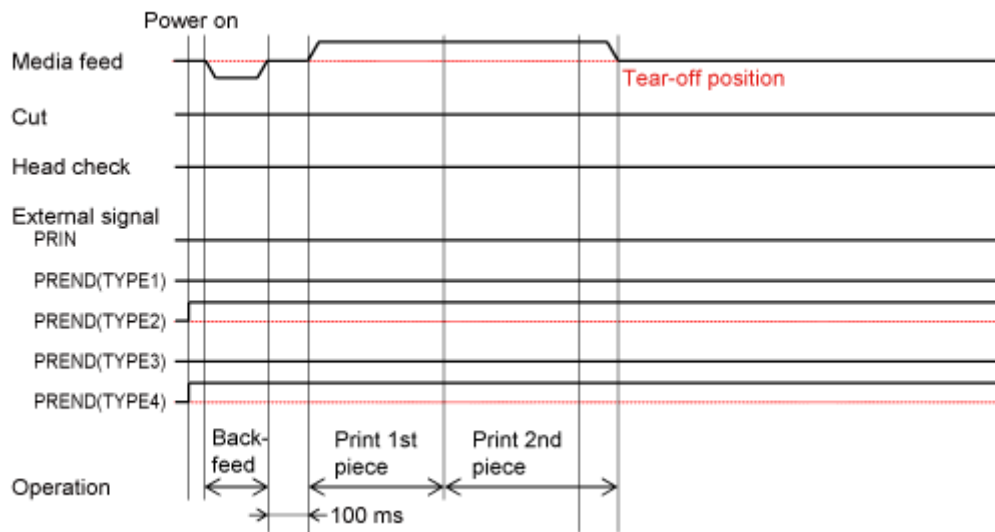 Power on
Media feed
Tear-off position
Cut
Head check
External signal
PRIN
PREND(TYPE1)
PREND(TYPE2)
PREND(TYPE3)
PREND(TYPE4)
Back-
feed
Print 1st
piece
Print 2nd
piece
Operation
100 ms